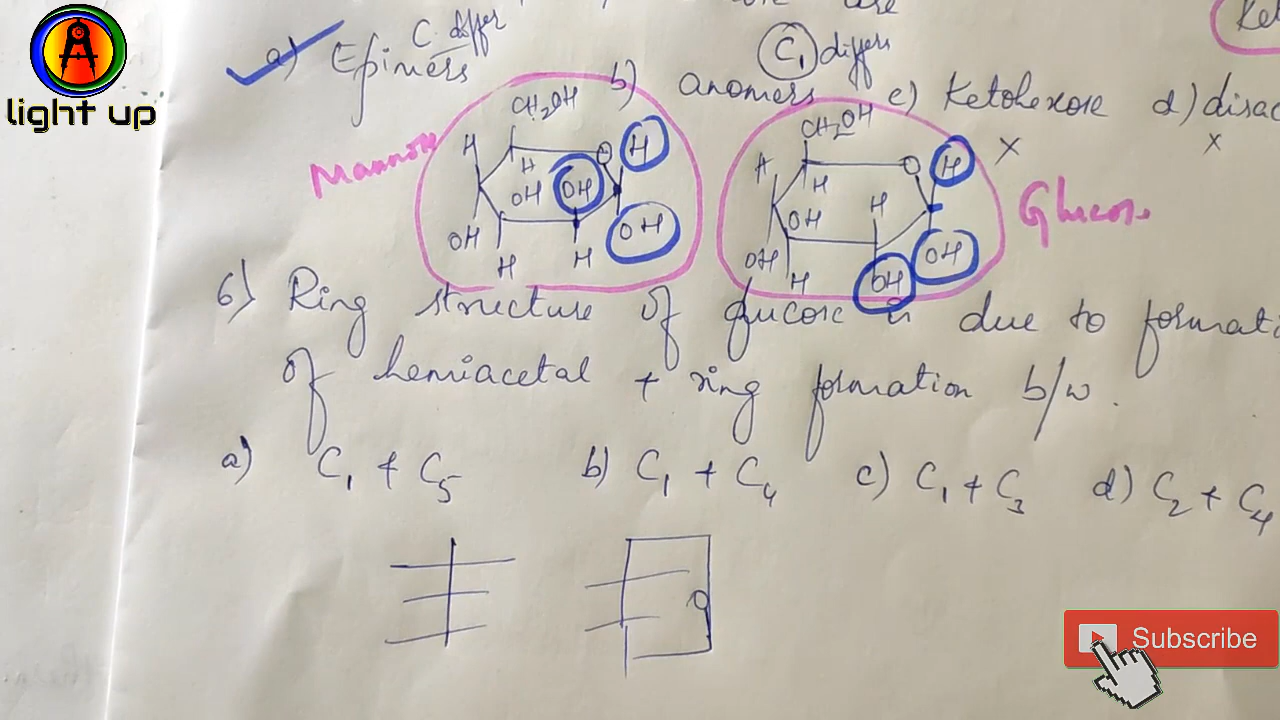 light up
are
Ket
C. differ
C₁ differs
a) Epimers b) anomers c) Ketohexose d) disac
x x
Mannose
CH₂OH
H O H
H
OH OH
OH OH
H H
Glucose
CH₂OH
H O H
H H
OH
OH OH OH
H
6) Ring structure of glucose is due to formati
of hemiacetal + ring formation b/w.
a) C₁ + C₅ b) C₁ + C₄ c) C₁ + C₃ d) C₂ + C₄
O
Subscribe